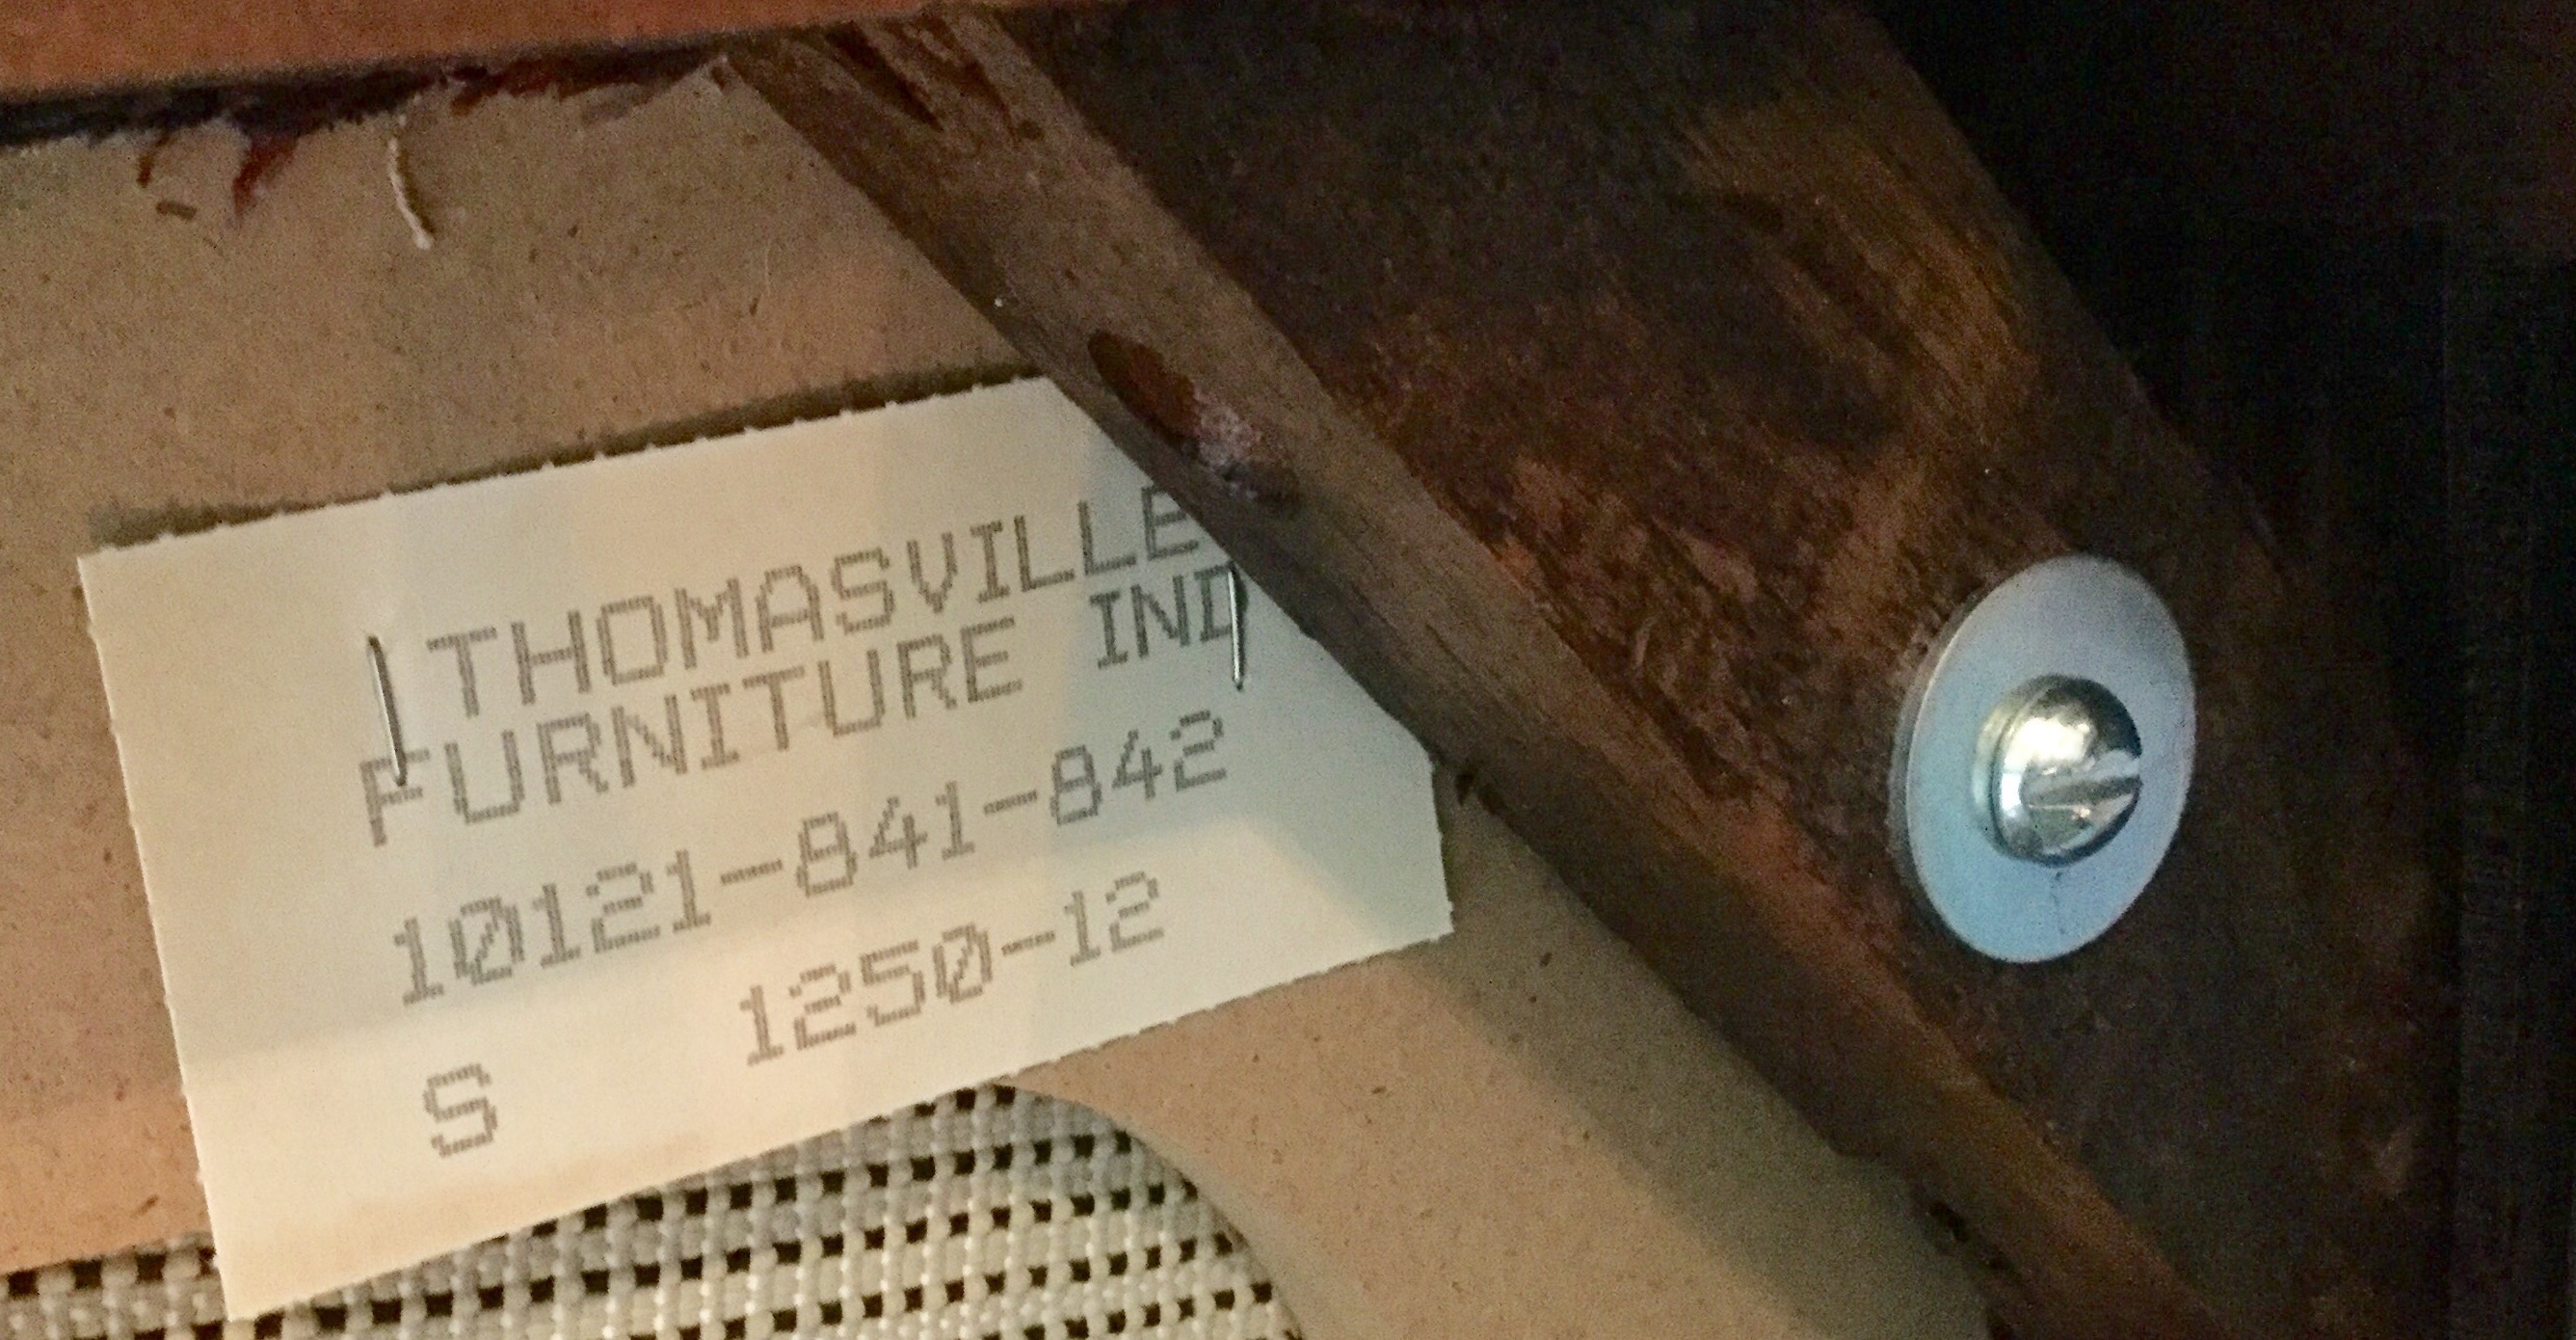 THOMASVILLE
FURNITURE IND
10121-841-842
1250-12
S